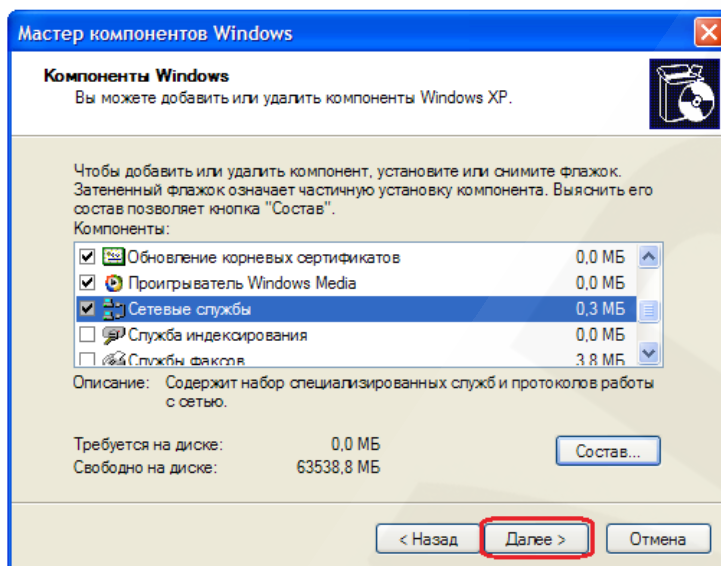 Мастер компонентов Windows
Компоненты Windows
Вы можете добавить или удалить компоненты Windows XP.
Чтобы добавить или удалить компонент, установите или снимите флажок.
Затененный флажок означает частичную установку компонента. Выяснить его
состав позволяет кнопка "Состав".
Компоненты:
Обновление корневых сертификатов 0,0 МБ
Проигрыватель Windows Media 0,0 МБ
Сетевые службы 0,3 МБ
Служба индексирования 0,0 МБ
Службы факсов 3,8 МБ
Описание: Содержит набор специализированных служб и протоколов работы
с сетью.
Требуется на диске: 0,0 МБ
Свободно на диске: 63538,8 МБ
Состав...
< Назад Далее > Отмена